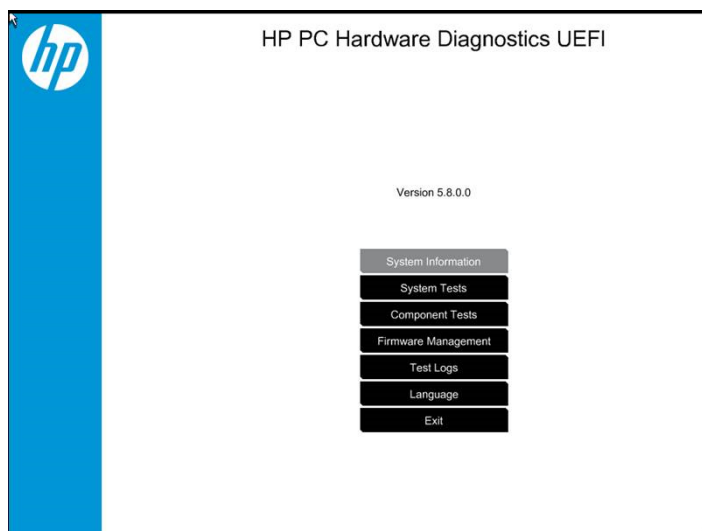 hp
HP PC Hardware Diagnostics UEFI
Version 5.8.0.0
System Information
System Tests
Component Tests
Firmware Management
Test Logs
Language
Exit